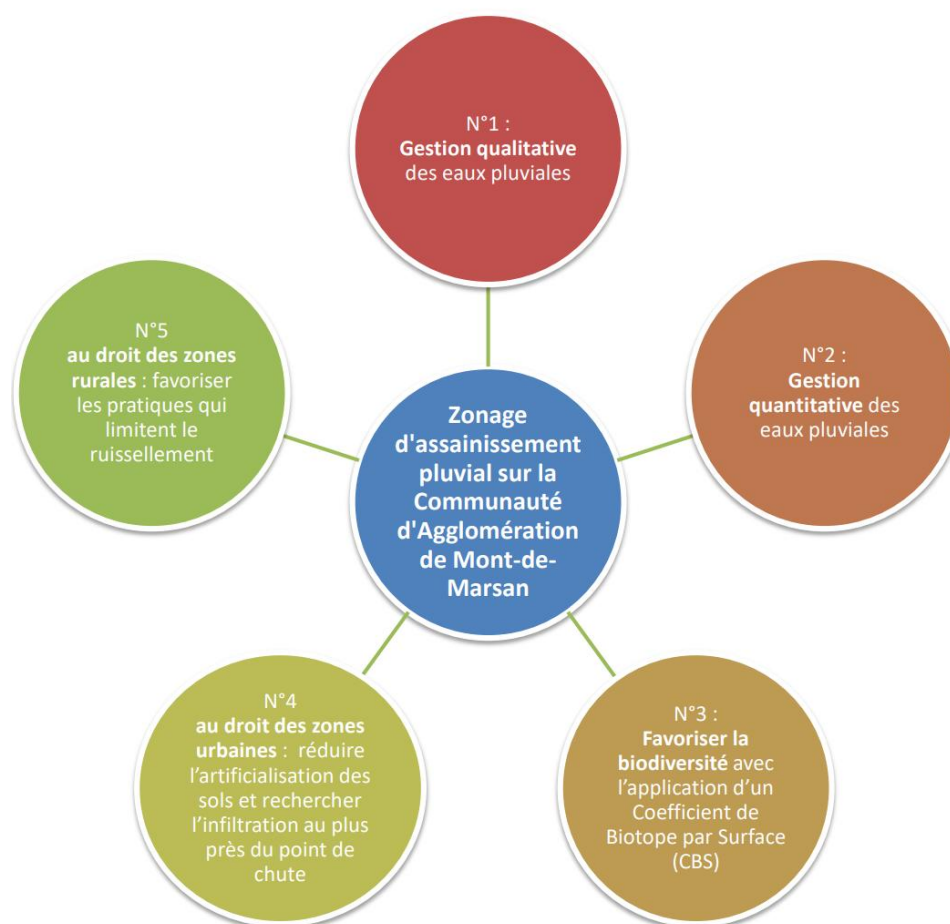 N°1 :
Gestion qualitative
des eaux pluviales
N°2 :
Gestion
quantitative des
eaux pluviales
N°3 :
Favoriser la
biodiversité avec
l'application d'un
Coefficient de
Biotope par Surface
(CBS)
N°4
au droit des zones
urbaines : réduire
l'artificialisation des
sols et rechercher
l'infiltration au plus
près du point de
chute
N°5
au droit des zones
rurales : favoriser
les pratiques qui
limitent le
ruissellement
Zonage
d'assainissement
pluvial sur la
Communauté
d'Agglomération
de Mont-de-
Marsan